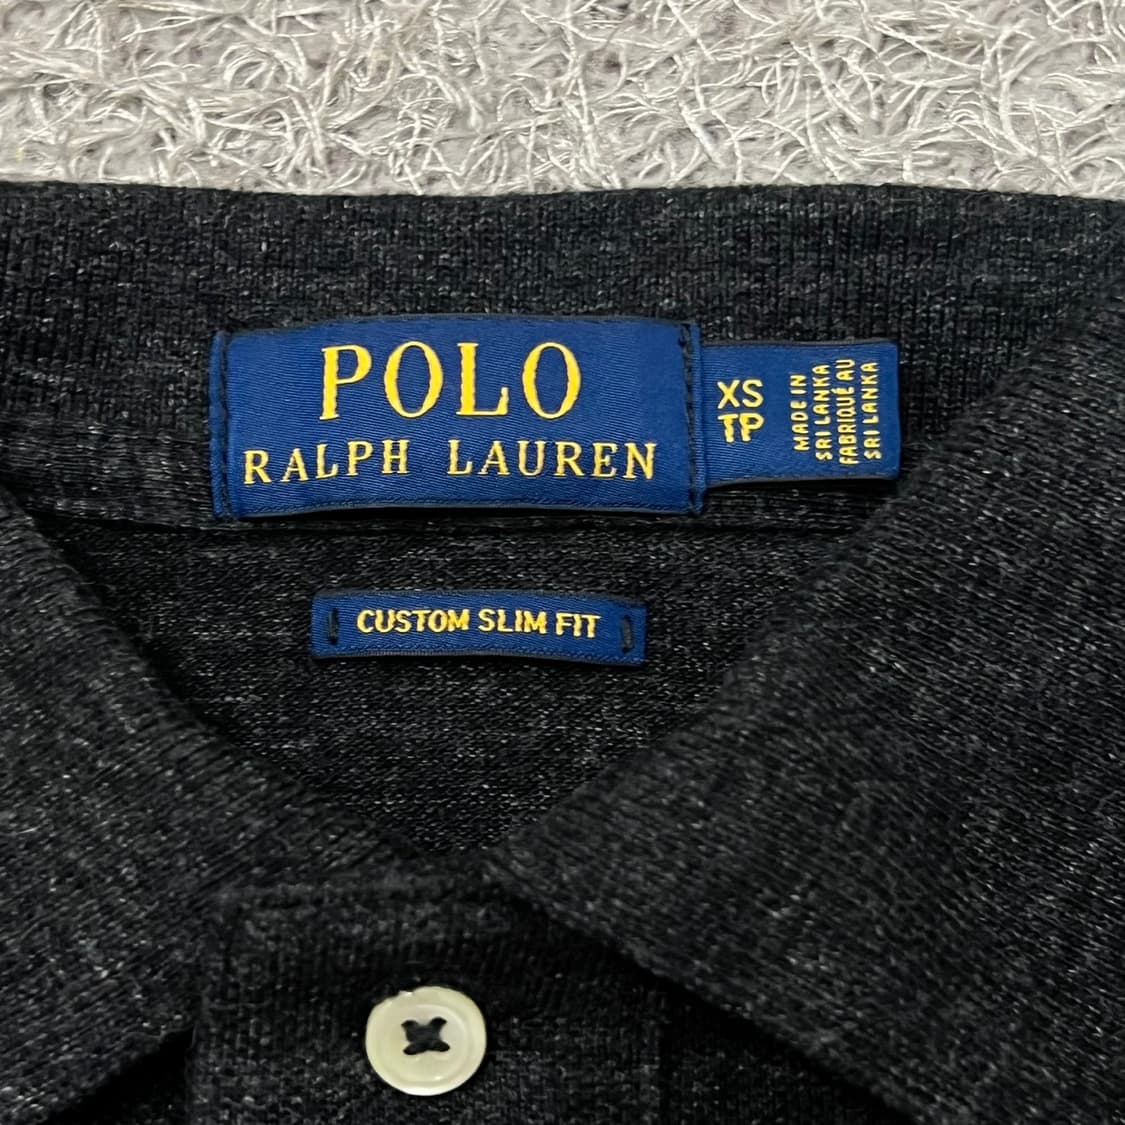 POLO
RALPH LAUREN
XS
TP
MADE IN
SRI LANKA
FABRIQUÉ AU
SRI LANKA
CUSTOM SLIM FIT